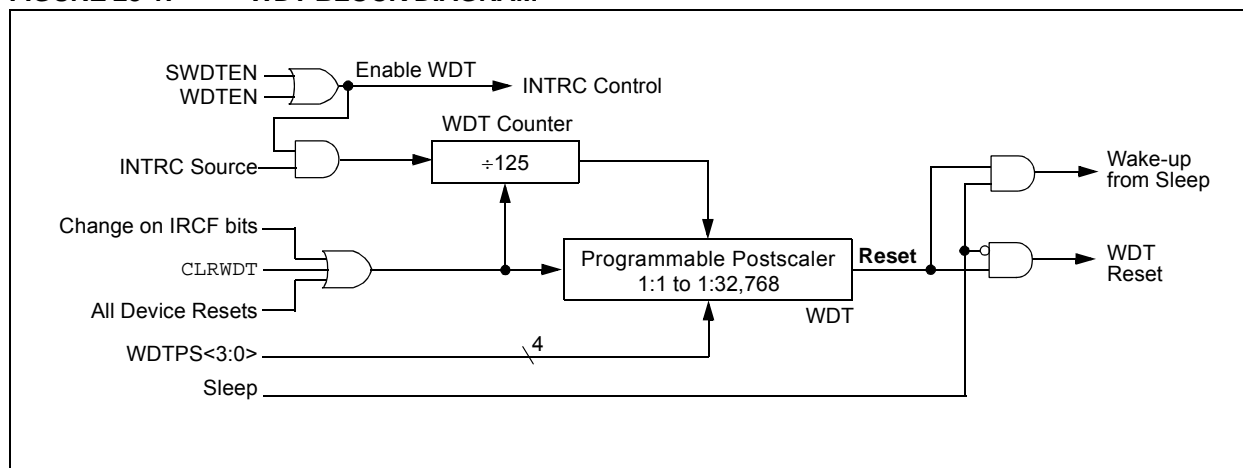 SWDTEN
WDTEN
Enable WDT
INTRC Control
WDT Counter
÷125
INTRC Source
Wake-up
from Sleep
Change on IRCF bits
CLRWDT
All Device Resets
Programmable Postscaler
1:1 to 1:32,768
Reset
WDT
WDT
Reset
WDTPS<3:0>
4
Sleep